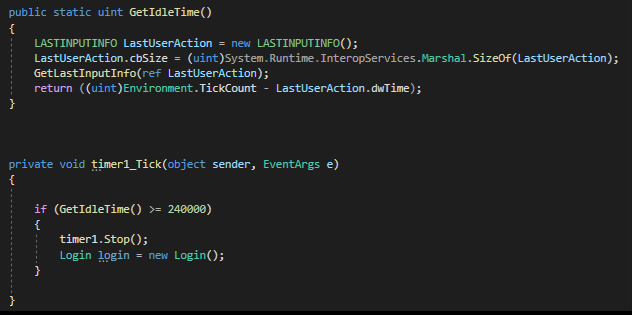 public static uint GetIdleTime()
{
LASTINPUTINFO LastUserAction = new LASTINPUTINFO();
LastUserAction.cbSize = (uint)System.Runtime.InteropServices.Marshal.SizeOf(LastUserAction);
GetLastInputInfo(ref LastUserAction);
return ((uint)Environment.TickCount - LastUserAction.dwTime);
}
private void timer1_Tick(object sender, EventArgs e)
{
if (GetIdleTime() >= 240000)
{
timer1.Stop();
Login login = new Login();
}
}